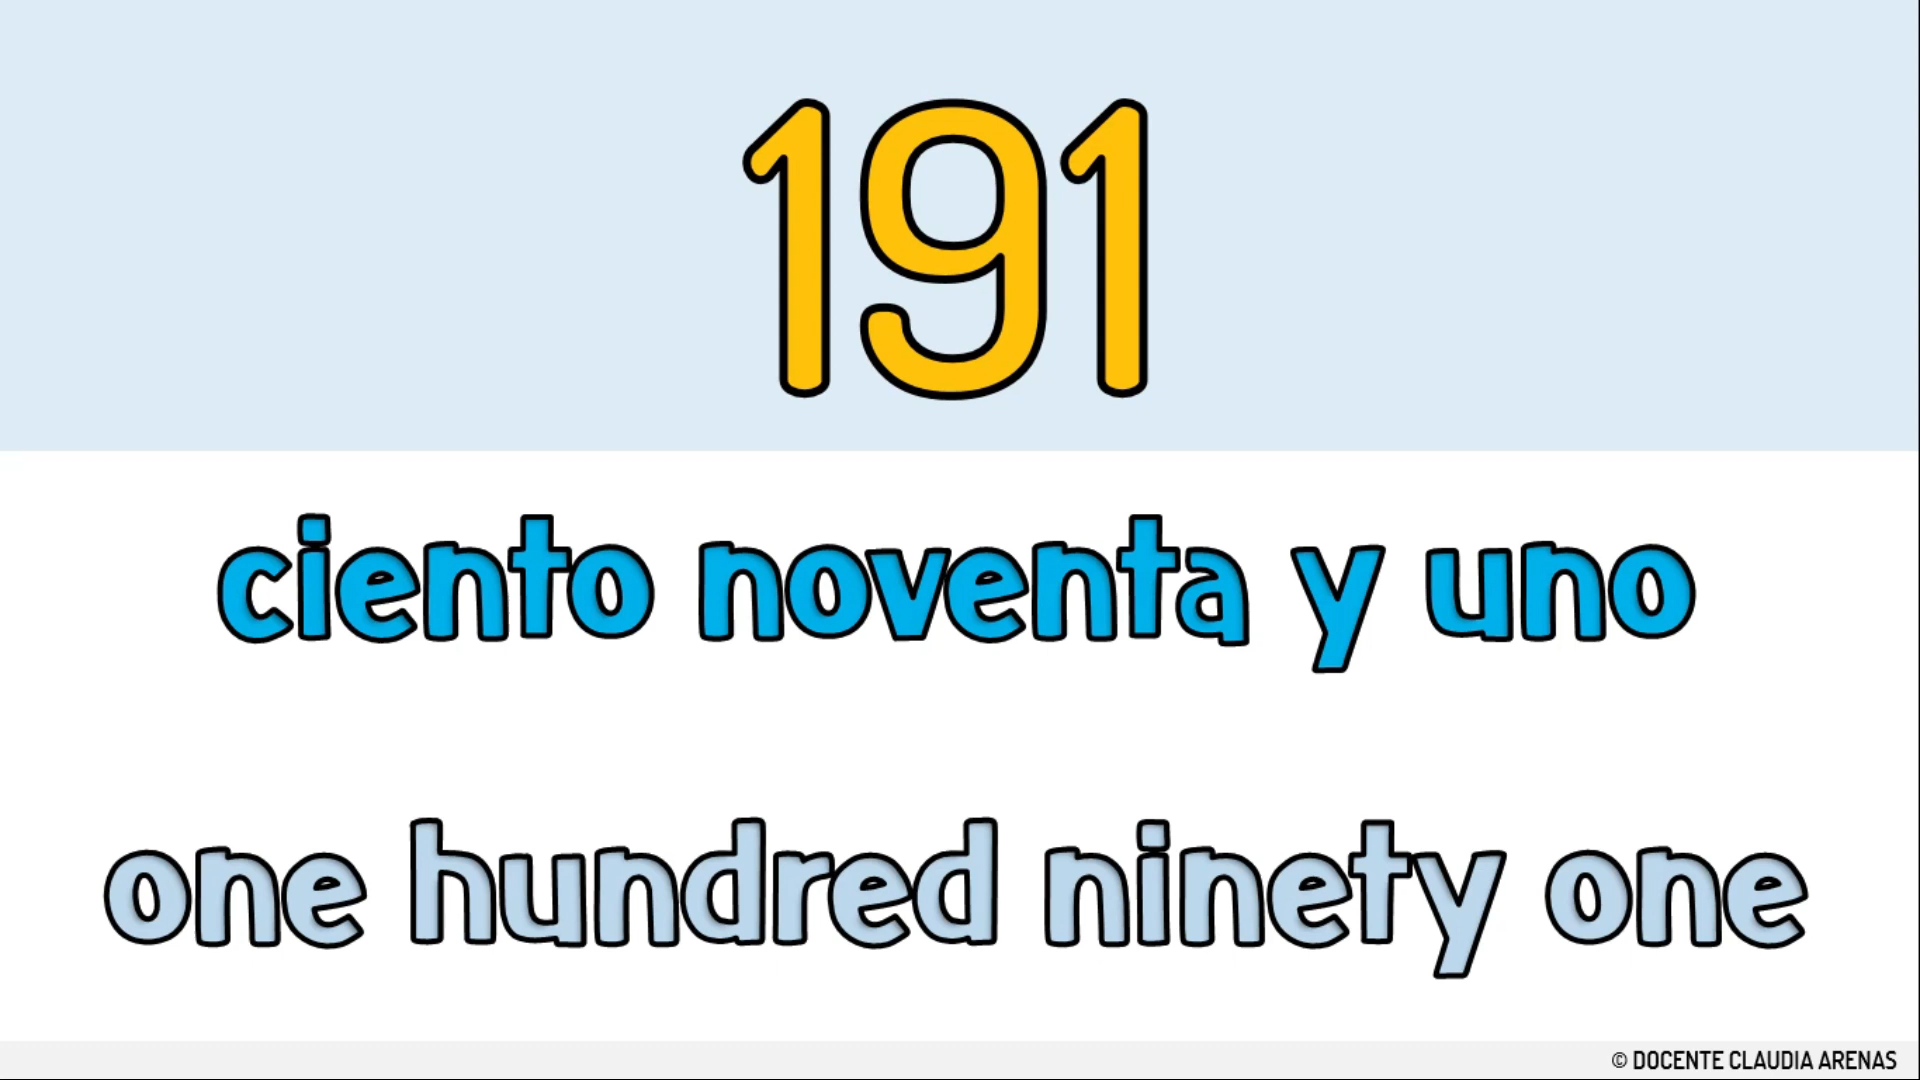 191
ciento noventa y uno
one hundred ninety one
© DOCENTE CLAUDIA ARENAS